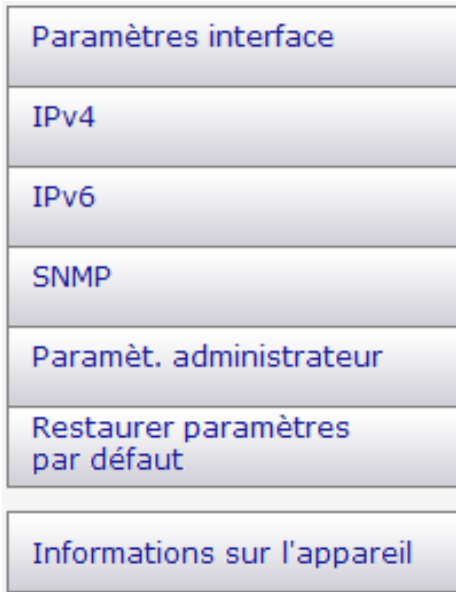 Paramètres interface
IPv4
IPv6
SNMP
Paramèt. administrateur
Restaurer paramètres
par défaut
Informations sur l'appareil